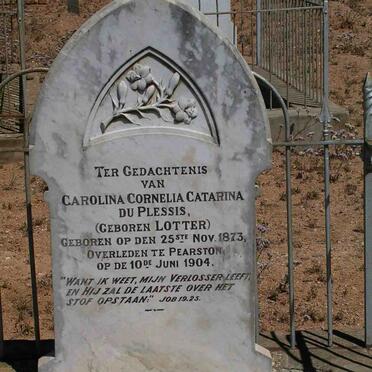 TER GEDACHTENIS
VAN
CAROLINA CORNELIA CATARINA
DU PLESSIS,
(GEBOREN LOTTER)
GEBOREN OP DEN 25STE NOV. 1873,
OVERLEDEN TE PEARSTON
OP DE 10DE JUNI 1904.
"WANT IK WEET, MIJN VERLOSSER LEEFT,
EN HIJ ZAL DE LAATSTE OVER HET
STOF OPSTAAN." JOB 19.25.